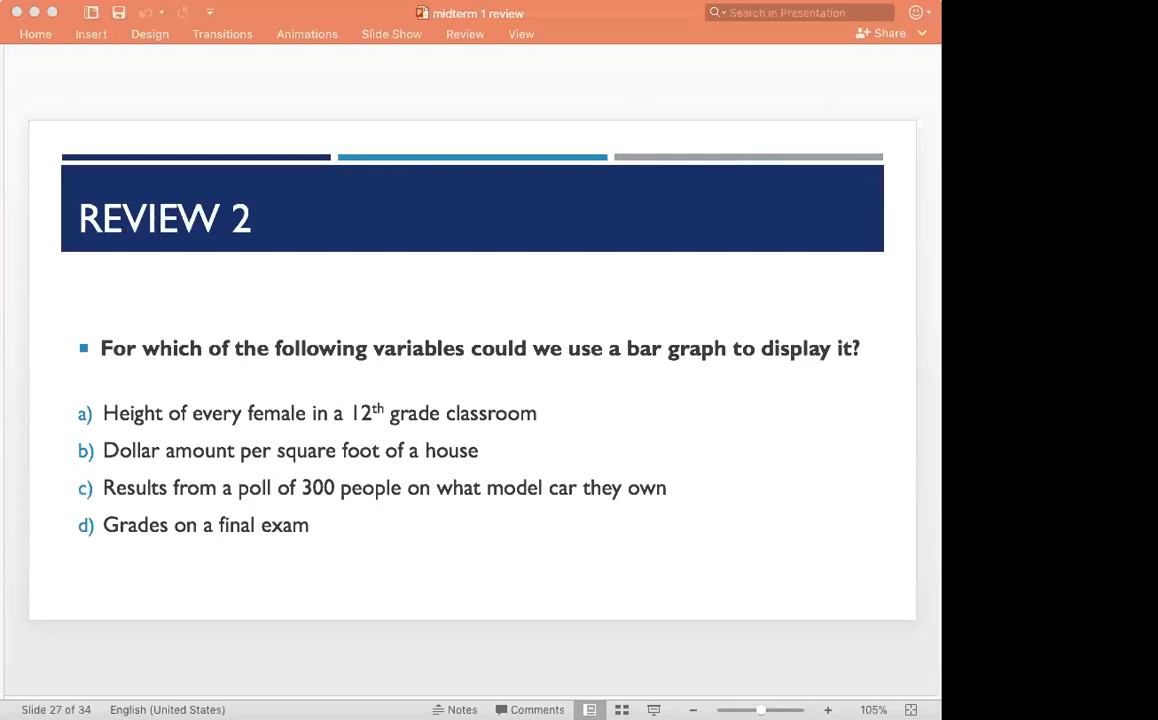 midterm 1 review
Search in Presentation
Home Insert Design Transitions Animations Slide Show Review View Share
REVIEW 2
For which of the following variables could we use a bar graph to display it?
a) Height of every female in a 12th grade classroom
b) Dollar amount per square foot of a house
c) Results from a poll of 300 people on what model car they own
d) Grades on a final exam
Slide 27 of 34 English (United States) Notes Comments 105%